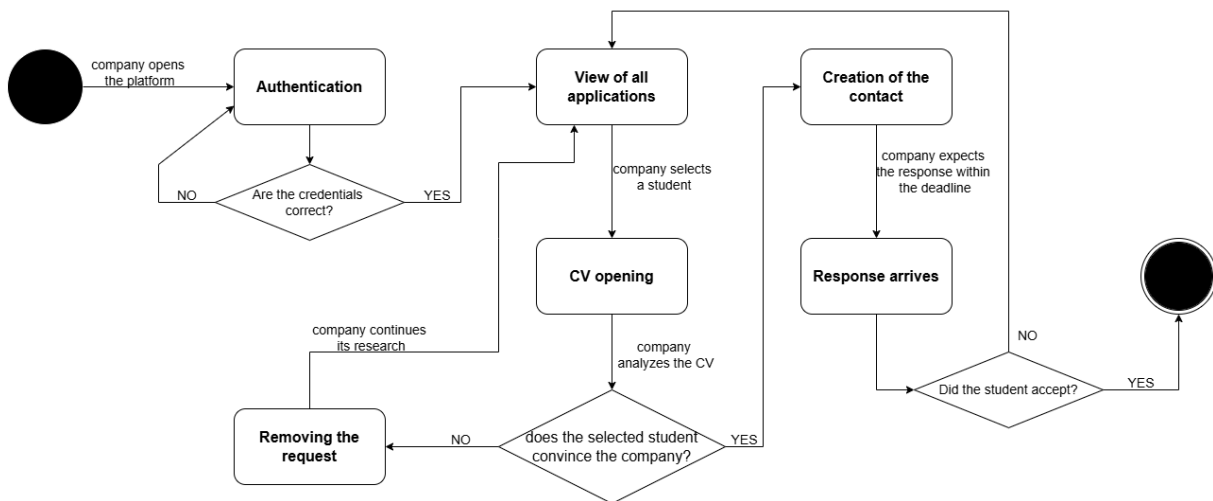 company opens
the platform
Authentication
Are the credentials
correct?
NO
YES
View of all
applications
company selects
a student
CV opening
company
analyzes the CV
does the selected student
convince the company?
NO
YES
Removing the
request
company continues
its research
Creation of the
contact
company expects
the response within
the deadline
Response arrives
Did the student accept?
NO
YES